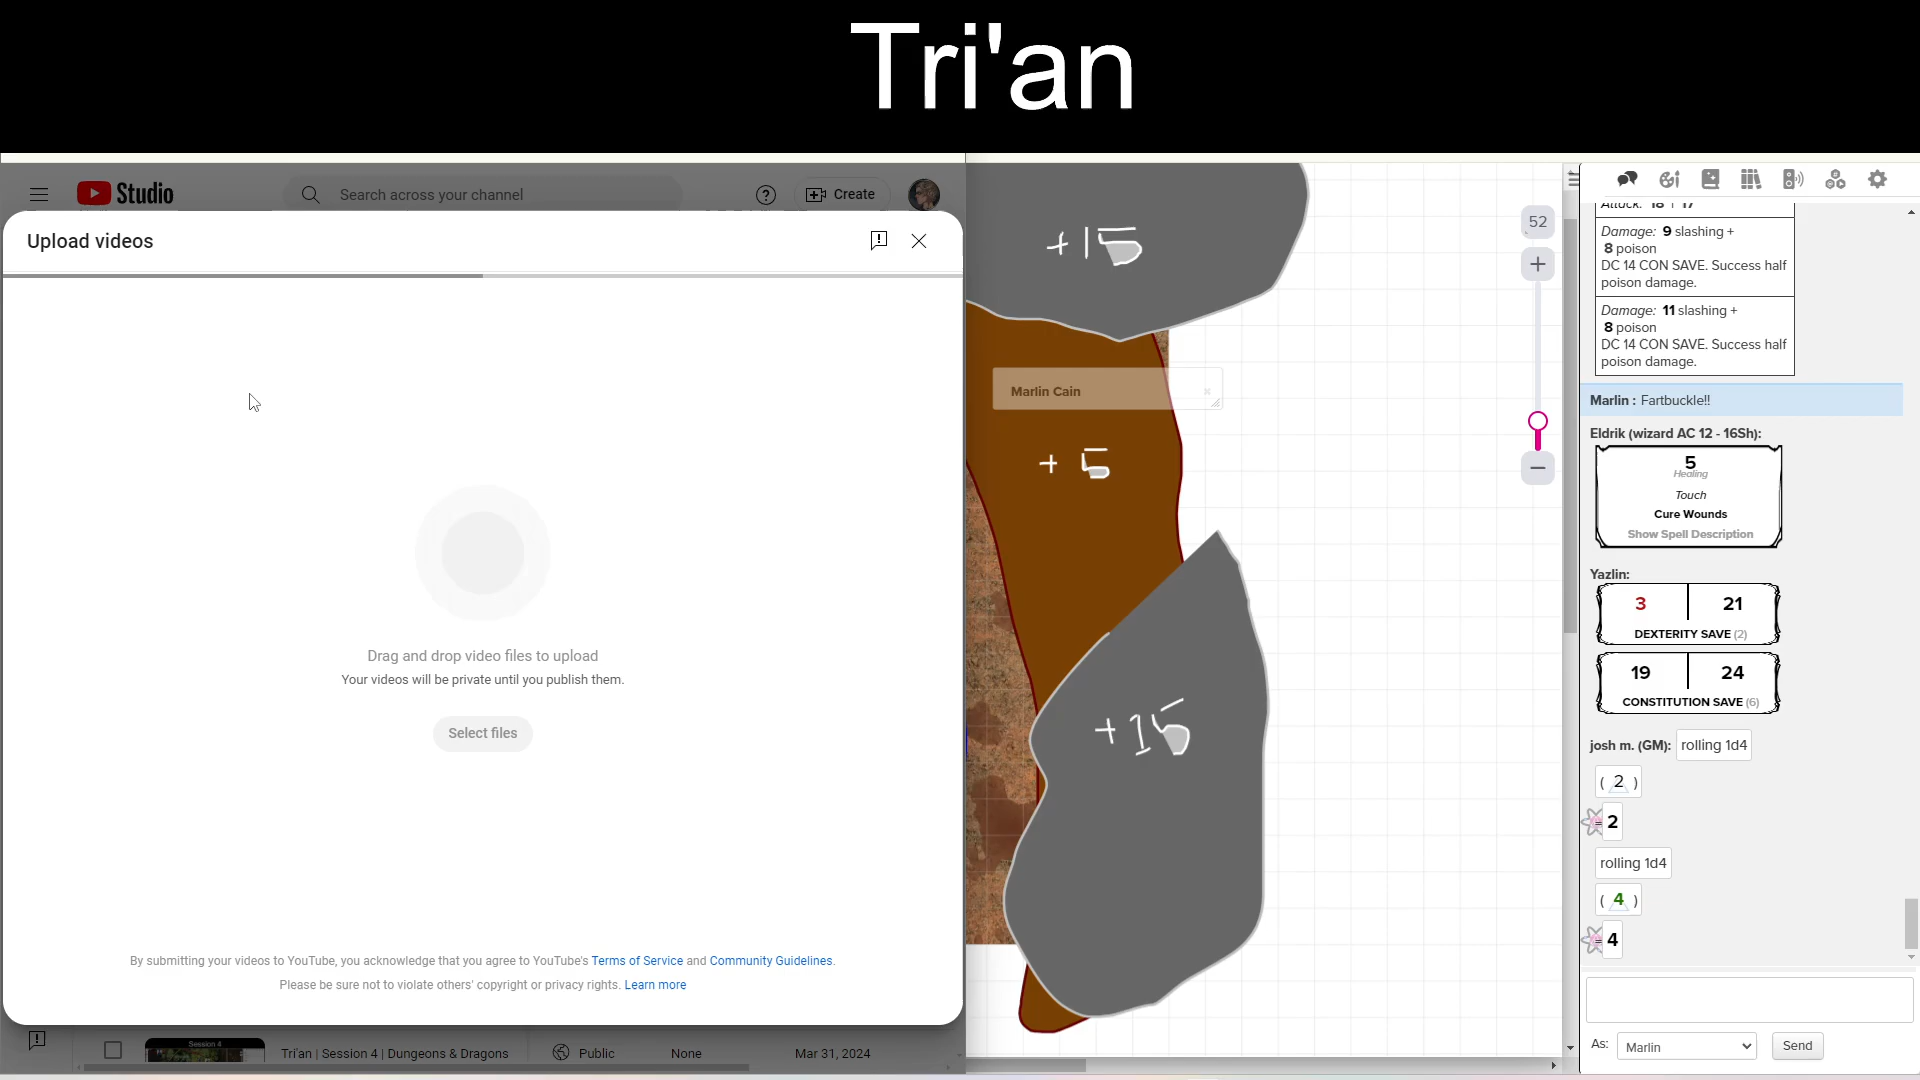 Tri'an
Studio
Search across your channel
Create
Upload videos
Drag and drop video files to upload
Your videos will be private until you publish them.
Select files
By submitting your videos to YouTube, you acknowledge that you agree to YouTube's Terms of Service and Community Guidelines.
Please be sure not to violate others' copyright or privacy rights. Learn more
Session 4
Tri'an | Session 4 | Dungeons & Dragons
Public
None
Mar 31, 2024
+15
Marlin Cain
+ 5
+15
52
Attack: 18 | 17
Damage: 9 slashing +
8 poison
DC 14 CON SAVE. Success half
poison damage.
Damage: 11 slashing +
8 poison
DC 14 CON SAVE. Success half
poison damage.
Marlin : Fartbuckle!!
Eldrik (wizard AC 12 - 16Sh):
5
Healing
Touch
Cure Wounds
Show Spell Description
Yazlin:
3 21
DEXTERITY SAVE (2)
19 24
CONSTITUTION SAVE (6)
josh m. (GM): rolling 1d4
( 2 )
= 2
rolling 1d4
( 4 )
= 4
As: Marlin Send